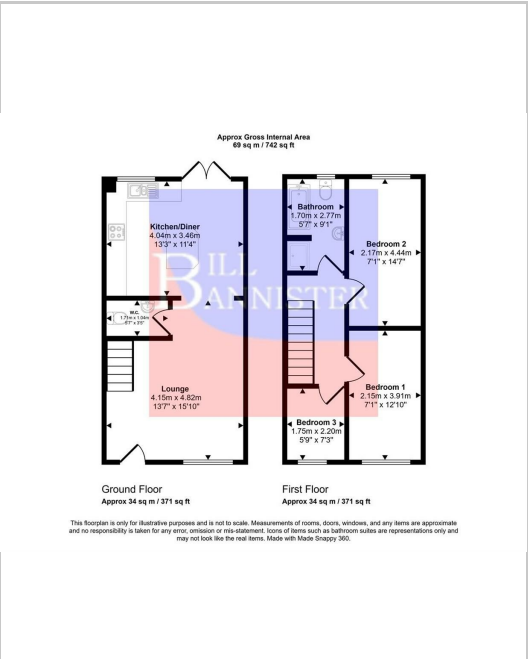 Approx Gross Internal Area
69 sq m / 742 sq ft
Kitchen/Diner
4.04m x 3.46m
13'3" x 11'4"
W.C.
1.71m x 1.04m
5'7" x 3'5"
Lounge
4.15m x 4.82m
13'7" x 15'10"
Bathroom
1.70m x 2.77m
5'7" x 9'1"
Bedroom 2
2.17m x 4.44m
7'1" x 14'7"
Bedroom 1
2.15m x 3.91m
7'1" x 12'10"
Bedroom 3
1.75m x 2.20m
5'9" x 7'3"
BILL
BANNISTER
Ground Floor
Approx 34 sq m / 371 sq ft
First Floor
Approx 34 sq m / 371 sq ft
This floorplan is only for illustrative purposes and is not to scale. Measurements of rooms, doors, windows, and any items are approximate
and no responsibility is taken for any error, omission or mis-statement. Icons of items such as bathroom suites are representations only and
may not look like the real items. Made with Made Snappy 360.